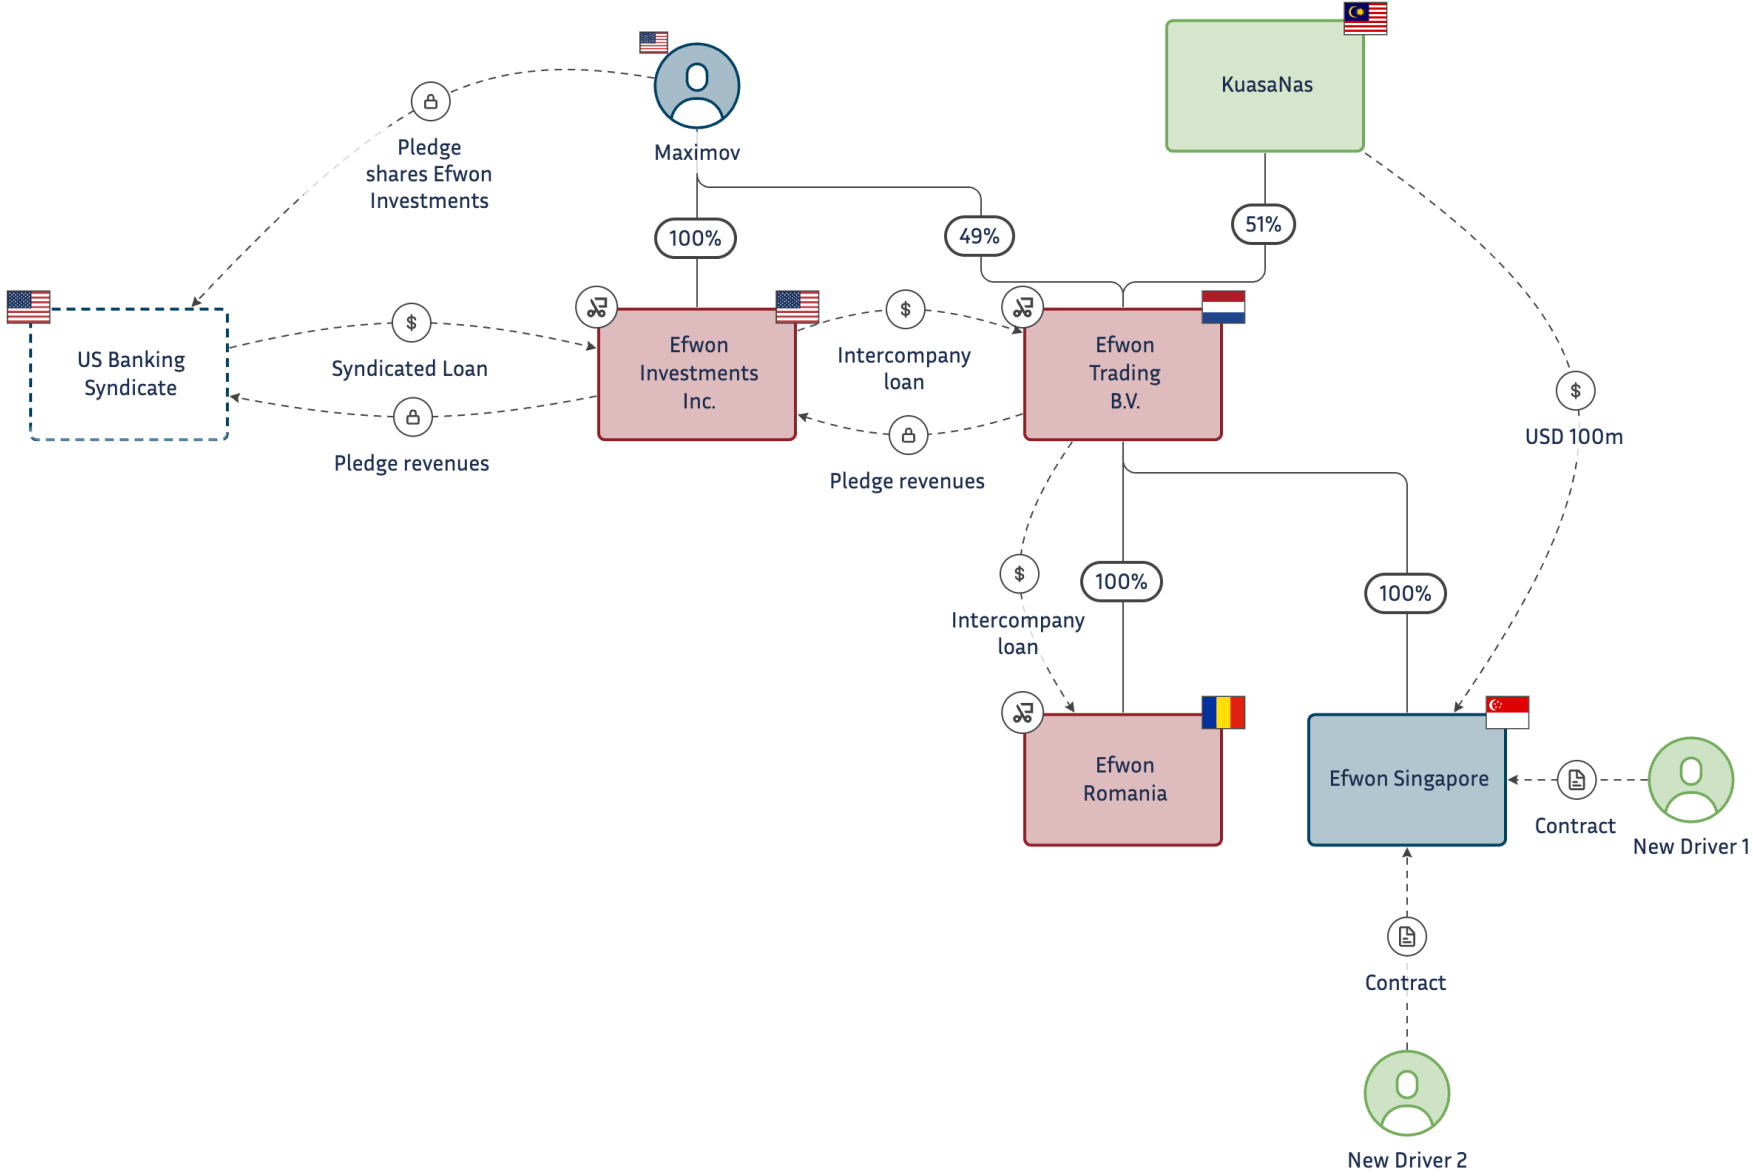 KuasaNas
Maximov
Pledge
shares Efwon
Investments
100%
49%
51%
US Banking
Syndicate
$
Syndicated Loan
Pledge revenues
Efwon
Investments
Inc.
$
Intercompany
loan
Pledge revenues
Efwon
Trading
B.V.
$
USD 100m
$
Intercompany
loan
100%
100%
Efwon
Romania
Efwon Singapore
Contract
New Driver 1
Contract
New Driver 2